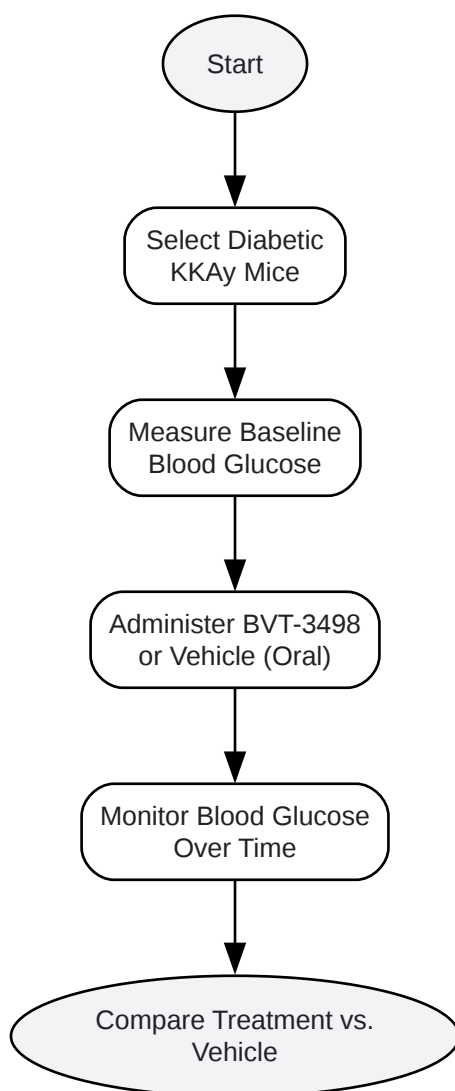 Start
Select Diabetic
KKAy Mice
Measure Baseline
Blood Glucose
Administer BVT-3498
or Vehicle (Oral)
Monitor Blood Glucose
Over Time
Compare Treatment vs.
Vehicle